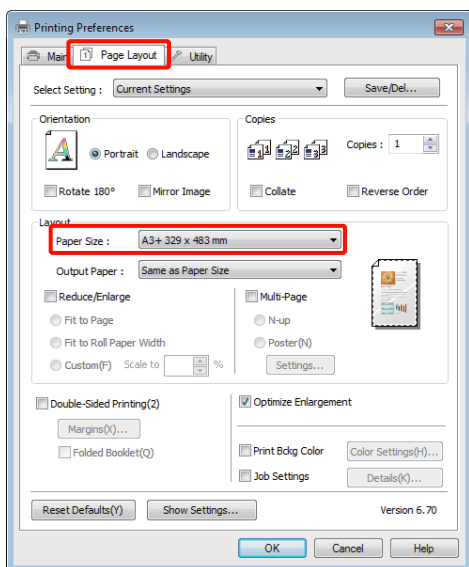 Printing Preferences
Main Page Layout Utility
Select Setting : Current Settings Save/Del...
Orientation Copies
Portrait Landscape Copies : 1
Rotate 180° Mirror Image Collate Reverse Order
Layout
Paper Size : A3+ 329 x 483 mm
Output Paper : Same as Paper Size
Reduce/Enlarge Multi-Page
Fit to Page N-up
Fit to Roll Paper Width Poster(N)
Custom(F) Scale to % Settings...
Double-Sided Printing(2) Optimize Enlargement
Margins(X)...
Folded Booklet(Q) Print Bckg Color Color Settings(H)...
Job Settings Details(K)...
Reset Defaults(Y) Show Settings... Version 6.70
OK Cancel Help